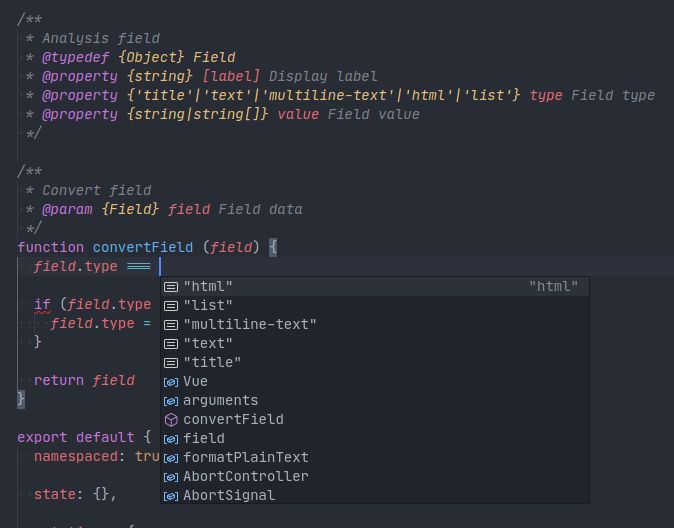 /**
* Analysis field
* @typedef {Object} Field
* @property {string} [label] Display label
* @property {'title'|'text'|'multiline-text'|'html'|'list'} type Field type
* @property {string|string[]} value Field value
*/
/**
* Convert field
* @param {Field} field Field data
*/
function convertField (field) {
field.type ===
"html" "html"
"list"
if (field.type
"multiline-text"
field.type =
"text"
}
"title"
Vue
return field
arguments
}
convertField
field
export default {
formatPlainText
namespaced: tru
AbortController
state: {},
AbortSignal